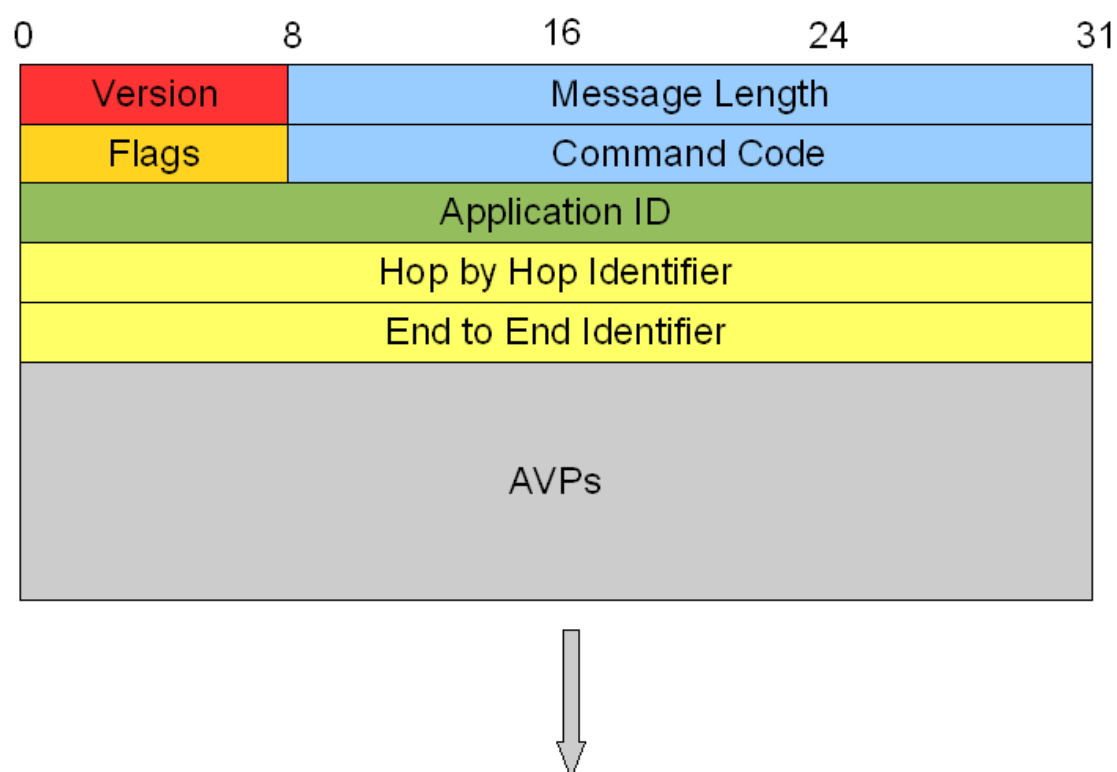 0 8 16 24 31
Version Message Length
Flags Command Code
Application ID
Hop by Hop Identifier
End to End Identifier
AVPs